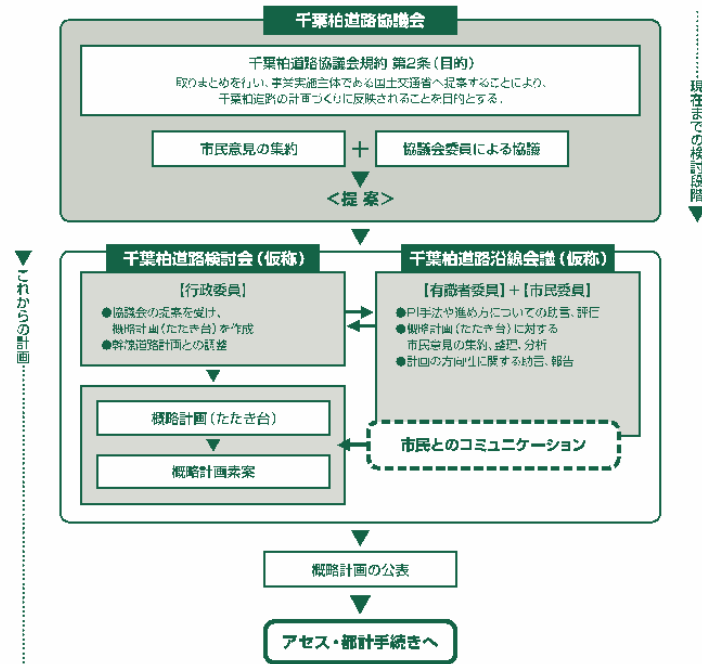 千葉柏道路協議会
千葉柏道路協議会規約 第2条(目的)
取りまとめを行い、事業実施主体である国土交通省へ提案することにより、
千葉柏道路の計画づくりに反映されることを目的とする。
市民意見の集約
+
協議会委員による協議
<提 案>
現在までの検討段階
これからの計画
千葉柏道路検討会(仮称)
【行政委員】
●協議会の提案を受け、
概略計画(たたき台)を作成
●幹線道路計画との調整
概略計画(たたき台)
概略計画素案
千葉柏道路沿線会議(仮称)
【有識者委員】+【市民委員】
●PI手法や進め方についての助言、評価
●概略計画(たたき台)に対する
市民意見の集約、整理、分析
●計画の方向性に関する助言、報告
市民とのコミュニケーション
概略計画の公表
アセス・都計手続きへ